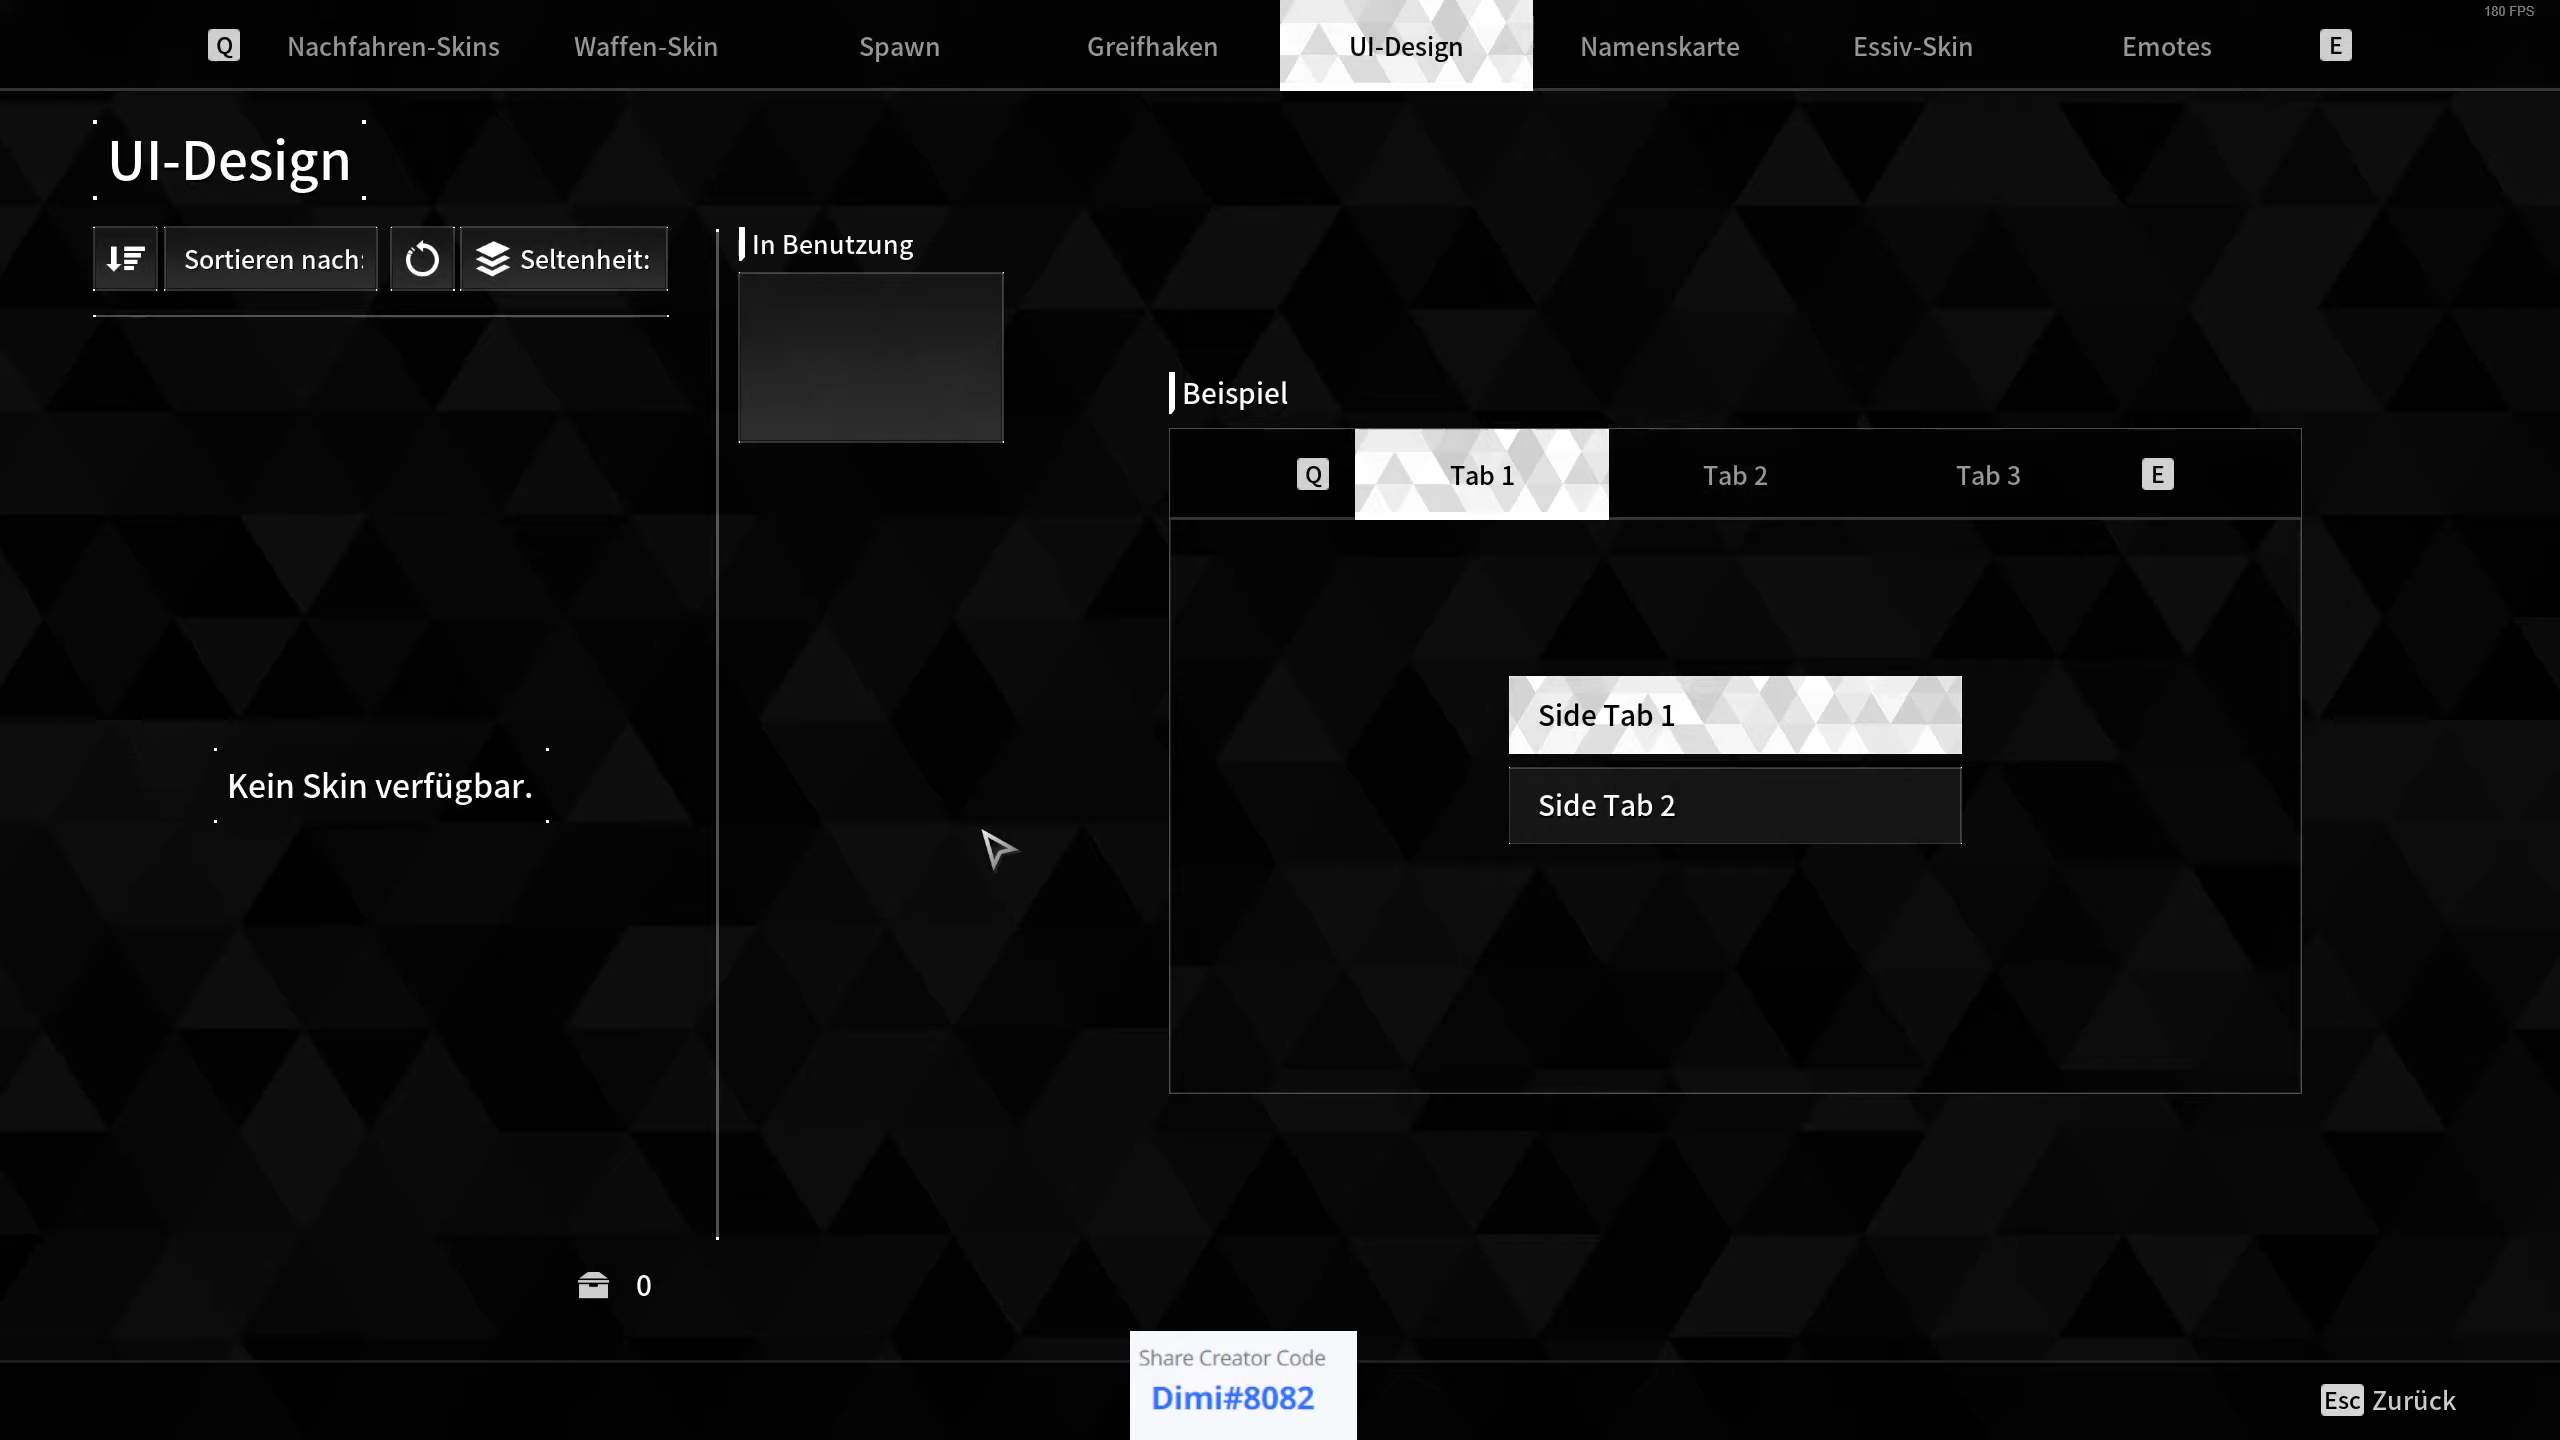 180 FPS
Q Nachfahren-Skins Waffen-Skin Spawn Greifhaken UI-Design Namenskarte Essiv-Skin Emotes E
UI-Design
Sortieren nach: Seltenheit:
In Benutzung
Beispiel
Q Tab 1 Tab 2 Tab 3 E
Side Tab 1
Side Tab 2
Kein Skin verfügbar.
0
Share Creator Code
Dimi#8082
Esc Zurück